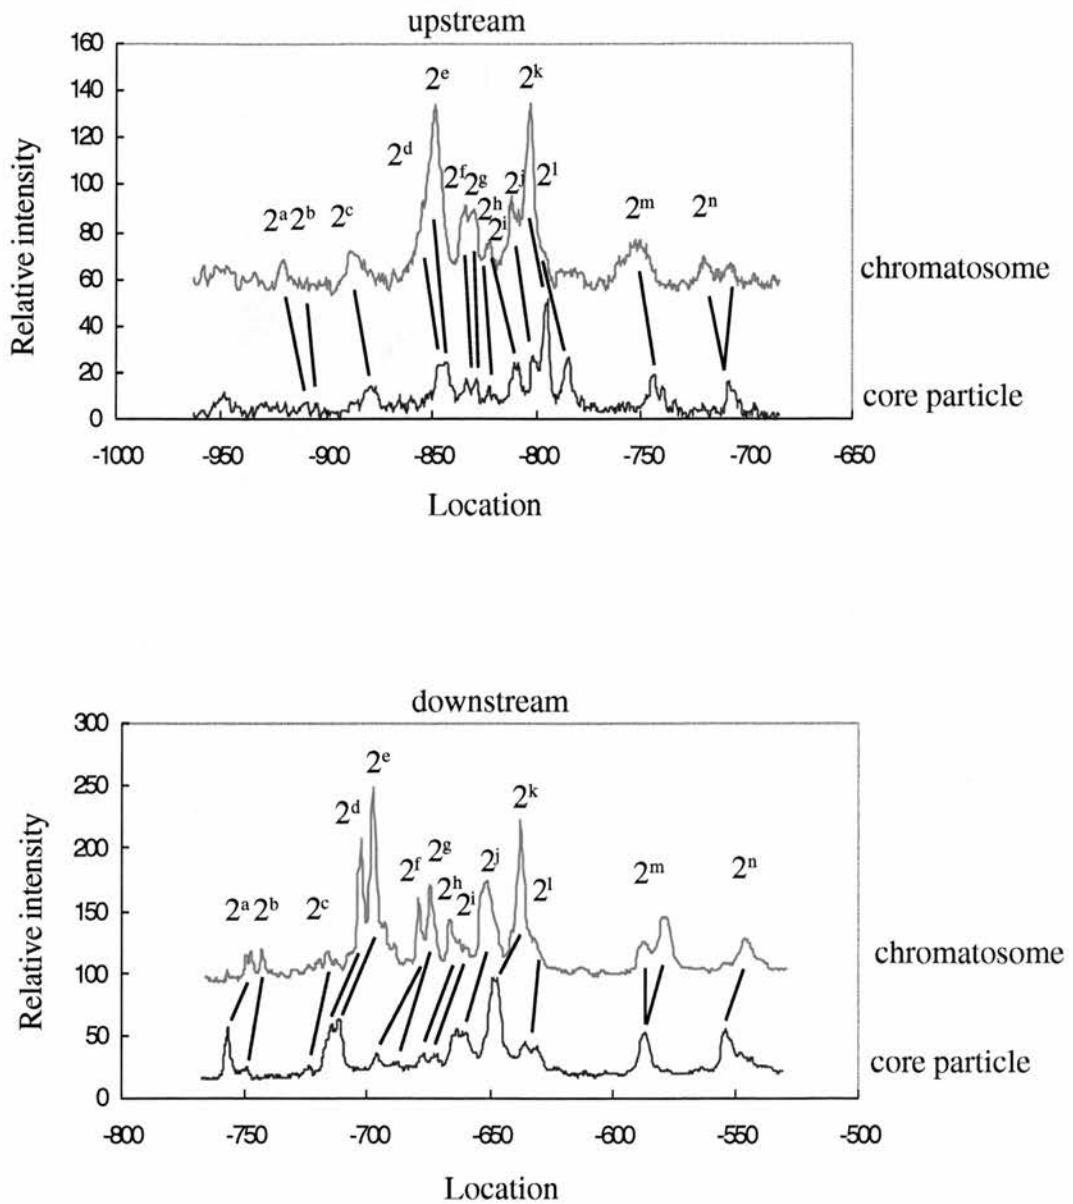 upstream
160
140
120
100
80
60
40
20
0
Relative intensity
2ᵃ 2ᵇ 2ᶜ 2ᵈ 2ᵉ 2ᶠ 2ᵍ 2ʰ 2ⁱ 2ʲ 2ᵏ 2ˡ 2ᵐ 2ⁿ
chromatosome
core particle
-1000 -950 -900 -850 -800 -750 -700 -650
Location
downstream
300
250
200
150
100
50
0
Relative intensity
2ᵃ 2ᵇ 2ᶜ 2ᵈ 2ᵉ 2ᶠ 2ᵍ 2ʰ 2ⁱ 2ʲ 2ᵏ 2ˡ 2ᵐ 2ⁿ
chromatosome
core particle
-800 -750 -700 -650 -600 -550 -500
Location